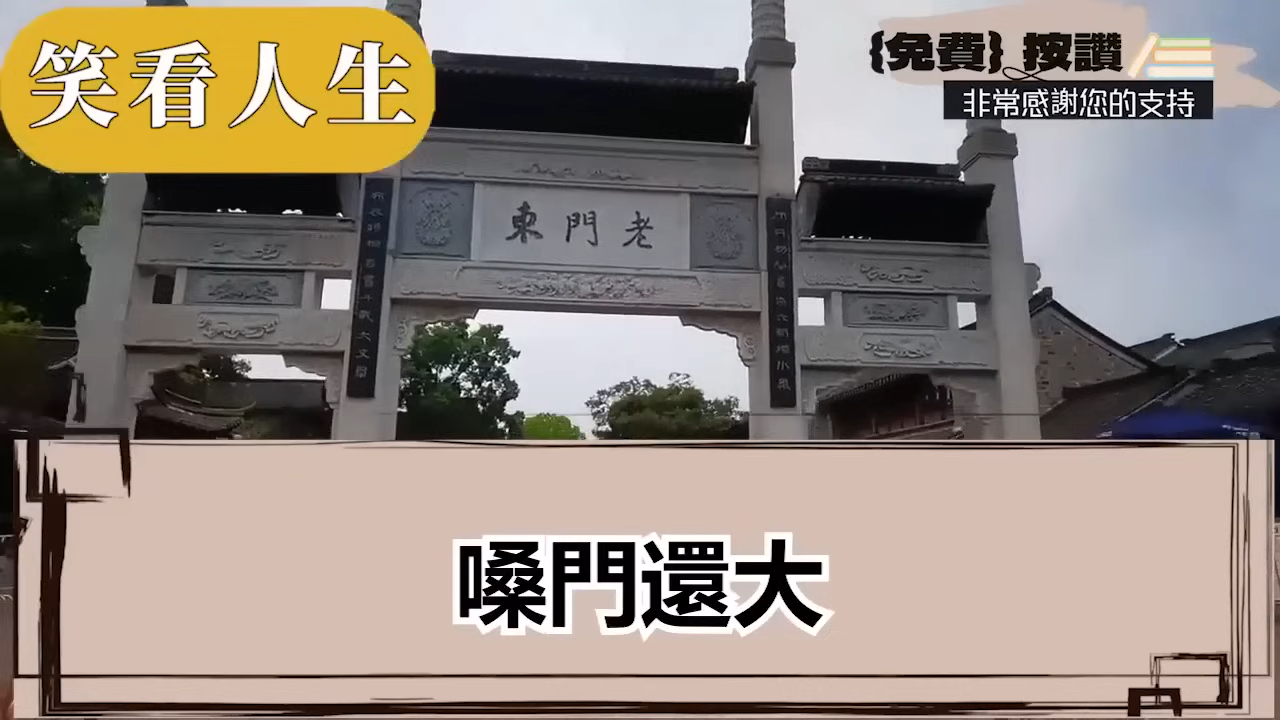 笑看人生
{免費} 按讚
非常感謝您的支持
老門東
嗓門還大